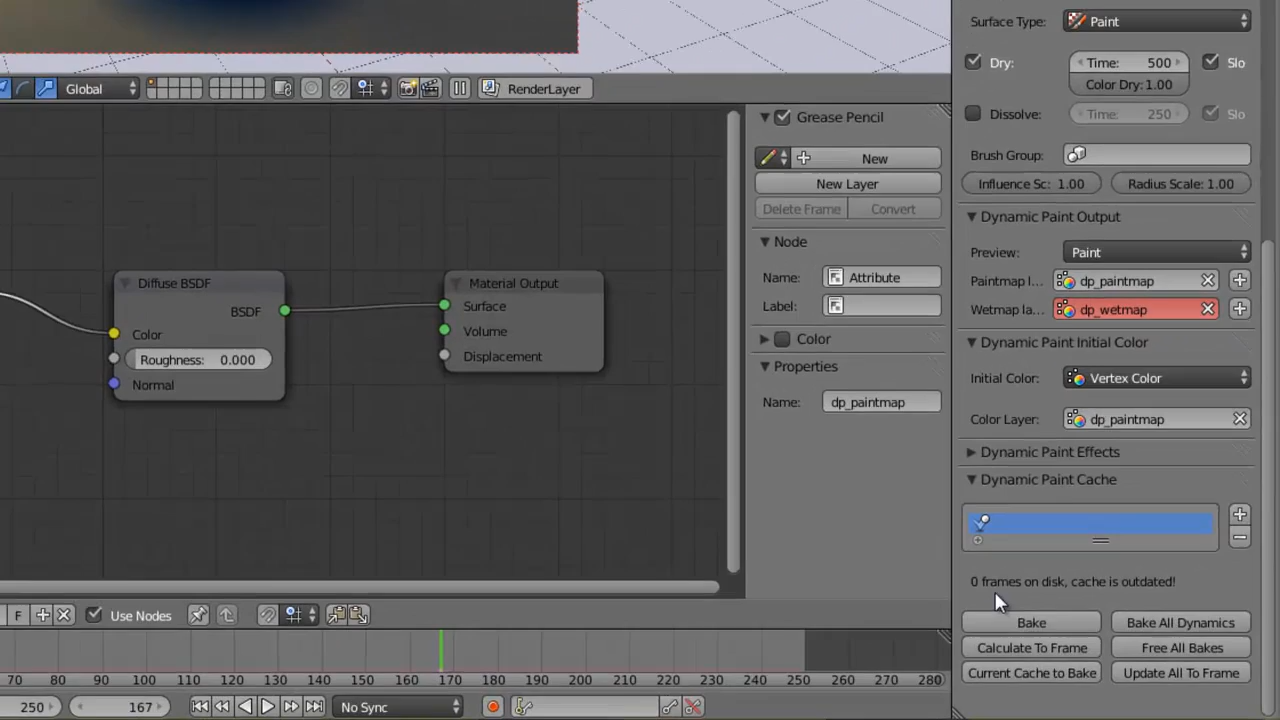 Surface Type: Paint
Global
RenderLayer
Dry: Time: 500 Slo
Color Dry: 1.00
Dissolve: Time: 250 Slo
Brush Group:
Influence Sc: 1.00 Radius Scale: 1.00
Grease Pencil
New
New Layer
Delete Frame Convert
Node
Name: Attribute
Label:
Color
Properties
Name: dp_paintmap
Diffuse BSDF
BSDF
Color
Roughness: 0.000
Normal
Material Output
Surface
Volume
Displacement
Dynamic Paint Output
Preview: Paint
Paintmap l... dp_paintmap
Wetmap la... dp_wetmap
Dynamic Paint Initial Color
Initial Color: Vertex Color
Color Layer: dp_paintmap
Dynamic Paint Effects
Dynamic Paint Cache
0 frames on disk, cache is outdated!
Bake Bake All Dynamics
Calculate To Frame Free All Bakes
Current Cache to Bake Update All To Frame
F Use Nodes
70 80 90 100 110 120 130 140 150 160 170 180 190 200 210 220 230 240 250 260 270 280
250 167 No Sync